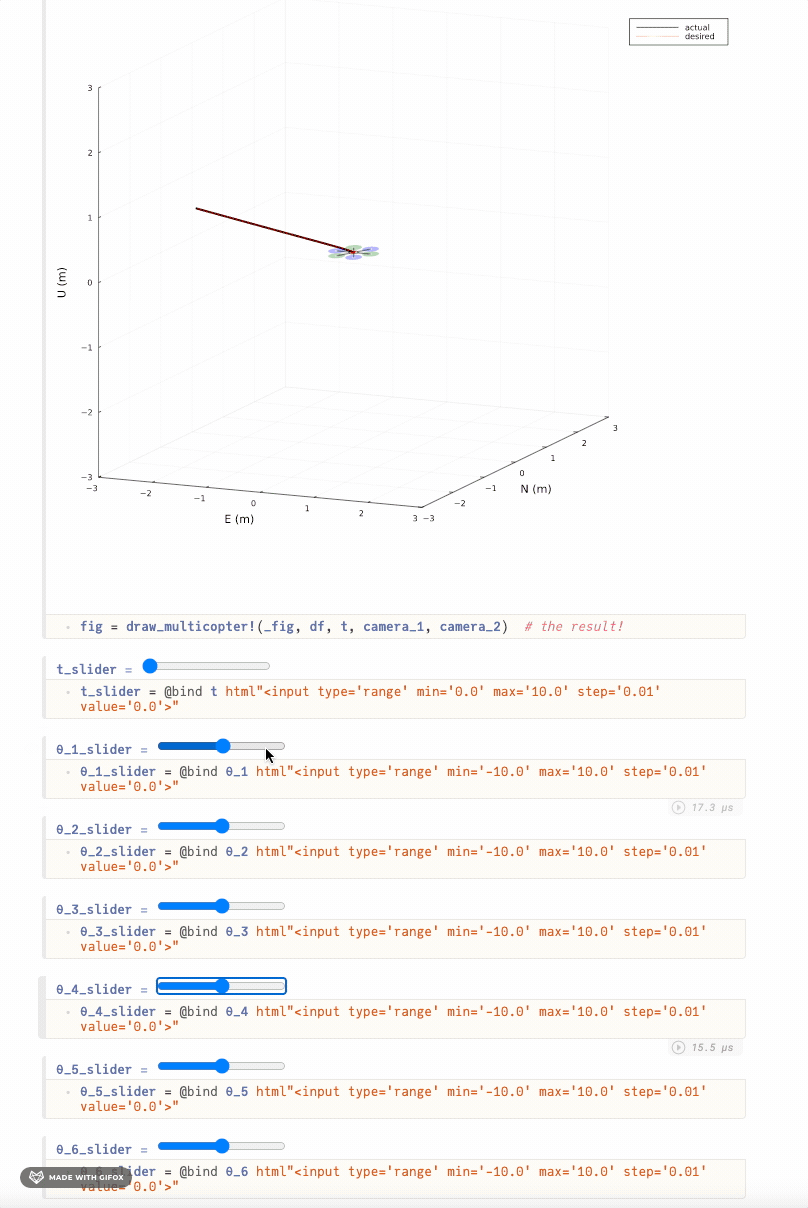 actual
desired
3
2
1
0
−1
−2
−3
U (m)
−3
−2
−1
0
1
2
3
E (m)
−3
−2
−1
0
1
2
3
N (m)
fig = draw_multicopter!(_fig, df, t, camera_1, camera_2)  # the result!
t_slider =
t_slider = @bind t html"<input type='range' min='0.0' max='10.0' step='0.01'
value='0.0'>"
θ_1_slider =
θ_1_slider = @bind θ_1 html"<input type='range' min='-10.0' max='10.0' step='0.01'
value='0.0'>"
17.3 μs
θ_2_slider =
θ_2_slider = @bind θ_2 html"<input type='range' min='-10.0' max='10.0' step='0.01'
value='0.0'>"
θ_3_slider =
θ_3_slider = @bind θ_3 html"<input type='range' min='-10.0' max='10.0' step='0.01'
value='0.0'>"
θ_4_slider =
θ_4_slider = @bind θ_4 html"<input type='range' min='-10.0' max='10.0' step='0.01'
value='0.0'>"
15.5 μs
θ_5_slider =
θ_5_slider = @bind θ_5 html"<input type='range' min='-10.0' max='10.0' step='0.01'
value='0.0'>"
θ_6_slider =
θ_6_slider = @bind θ_6 html"<input type='range' min='-10.0' max='10.0' step='0.01'
value='0.0'>"
MADE WITH GIFOX